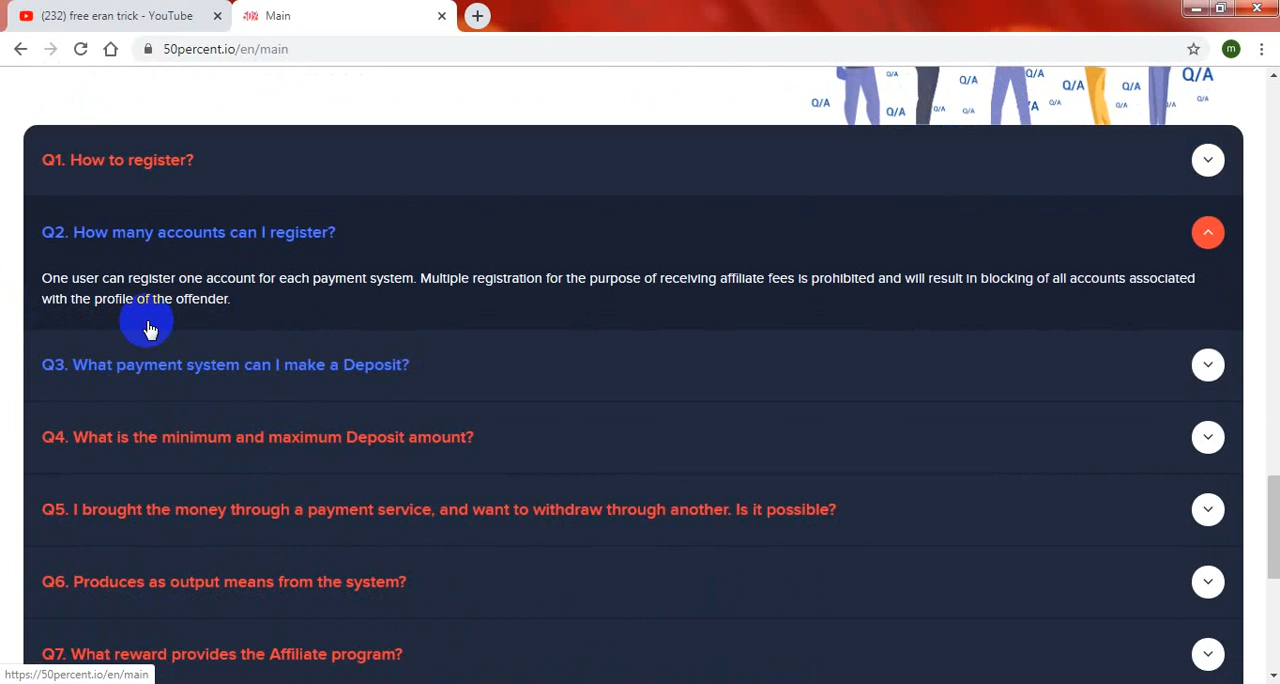 (232) free eran trick - YouTube
Main
50percent.io/en/main
m
Q/A Q/A Q/A Q/A Q/A Q/A
Q/A Q/A Q/A Q/A Q/A Q/A Q/A
Q1. How to register?
Q2. How many accounts can I register?
One user can register one account for each payment system. Multiple registration for the purpose of receiving affiliate fees is prohibited and will result in blocking of all accounts associated
with the profile of the offender.
Q3. What payment system can I make a Deposit?
Q4. What is the minimum and maximum Deposit amount?
Q5. I brought the money through a payment service, and want to withdraw through another. Is it possible?
Q6. Produces as output means from the system?
Q7. What reward provides the Affiliate program?
https://50percent.io/en/main